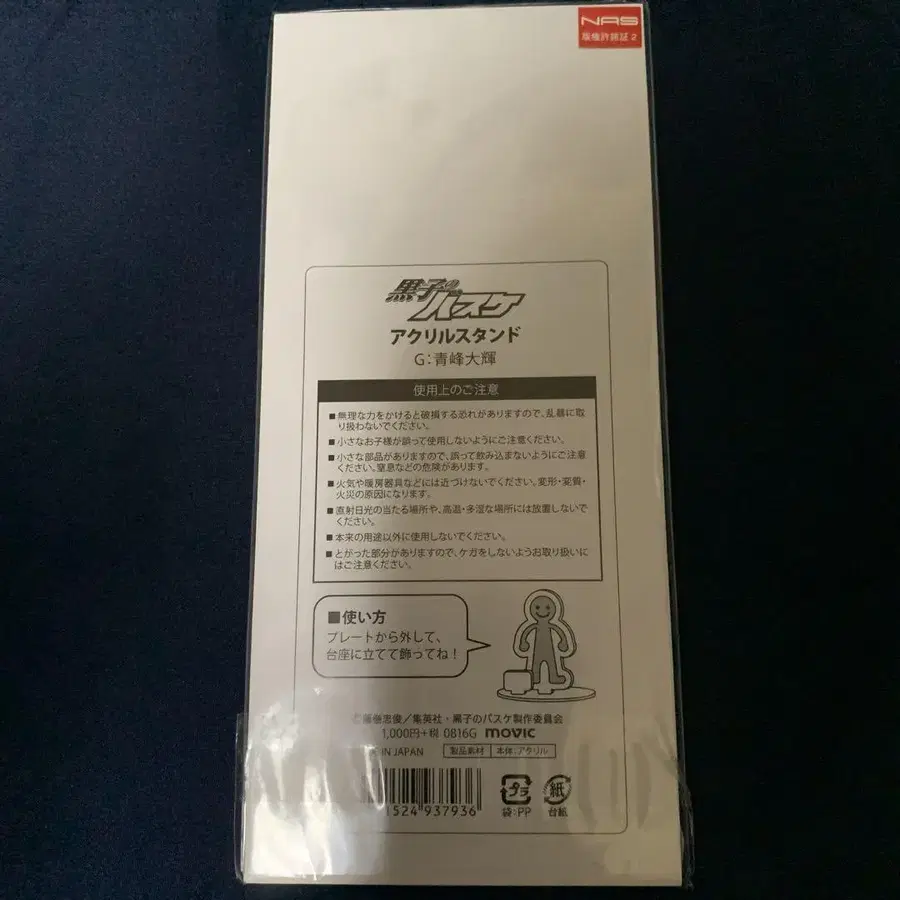 NAS
版権許諾証 2
黒子のバスケ
アクリルスタンド
G:青峰大輝
使用上のご注意
■無理な力をかけると破損する恐れがありますので、乱暴に取
り扱わないでください。
■小さなお子様が誤って使用しないようにご注意ください。
■小さな部品がありますので、誤って飲み込まないようにご注意
ください。窒息などの危険があります。
■火気や暖房器具などには近づけないでください。変形・変質・
火災の原因になります。
■直射日光の当たる場所や、高温・多湿な場所には放置しないで
ください。
■本来の用途以外に使用しないでください。
■とがった部分がありますので、ケガをしないようお取り扱いに
はご注意ください。
■使い方
プレートから外して、
台座に立てて飾ってね!
藤巻忠俊/集英社・黒子のバスケ製作委員会
1,000円+税 0816G movic
IN JAPAN 製品素材 本体:アクリル
1524 937936
プラ
袋:PP
紙
台紙